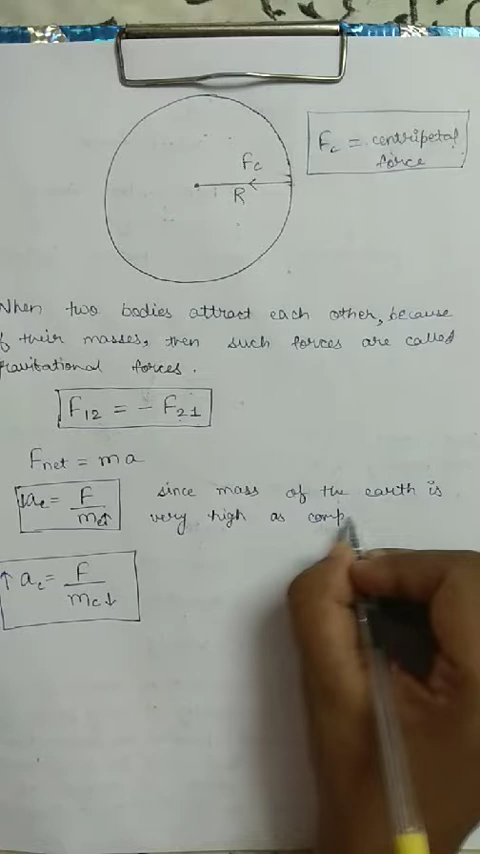 Fc = centripetal
force
Fc
R
When two bodies attract each other, because
of their masses, then such forces are called
gravitational forces.
F12 = - F21
Fnet = ma
↓ae = F/me↑
since mass of the earth is
very high as comp
↑ ac = F/mc↓